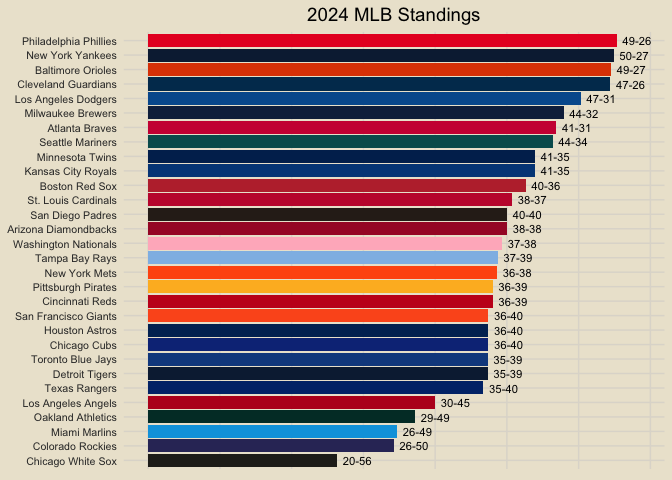 2024 MLB Standings
Philadelphia Phillies 49-26
New York Yankees 50-27
Baltimore Orioles 49-27
Cleveland Guardians 47-26
Los Angeles Dodgers 47-31
Milwaukee Brewers 44-32
Atlanta Braves 41-31
Seattle Mariners 44-34
Minnesota Twins 41-35
Kansas City Royals 41-35
Boston Red Sox 40-36
St. Louis Cardinals 38-37
San Diego Padres 40-40
Arizona Diamondbacks 38-38
Washington Nationals 37-38
Tampa Bay Rays 37-39
New York Mets 36-38
Pittsburgh Pirates 36-39
Cincinnati Reds 36-39
San Francisco Giants 36-40
Houston Astros 36-40
Chicago Cubs 36-40
Toronto Blue Jays 35-39
Detroit Tigers 35-39
Texas Rangers 35-40
Los Angeles Angels 30-45
Oakland Athletics 29-49
Miami Marlins 26-49
Colorado Rockies 26-50
Chicago White Sox 20-56